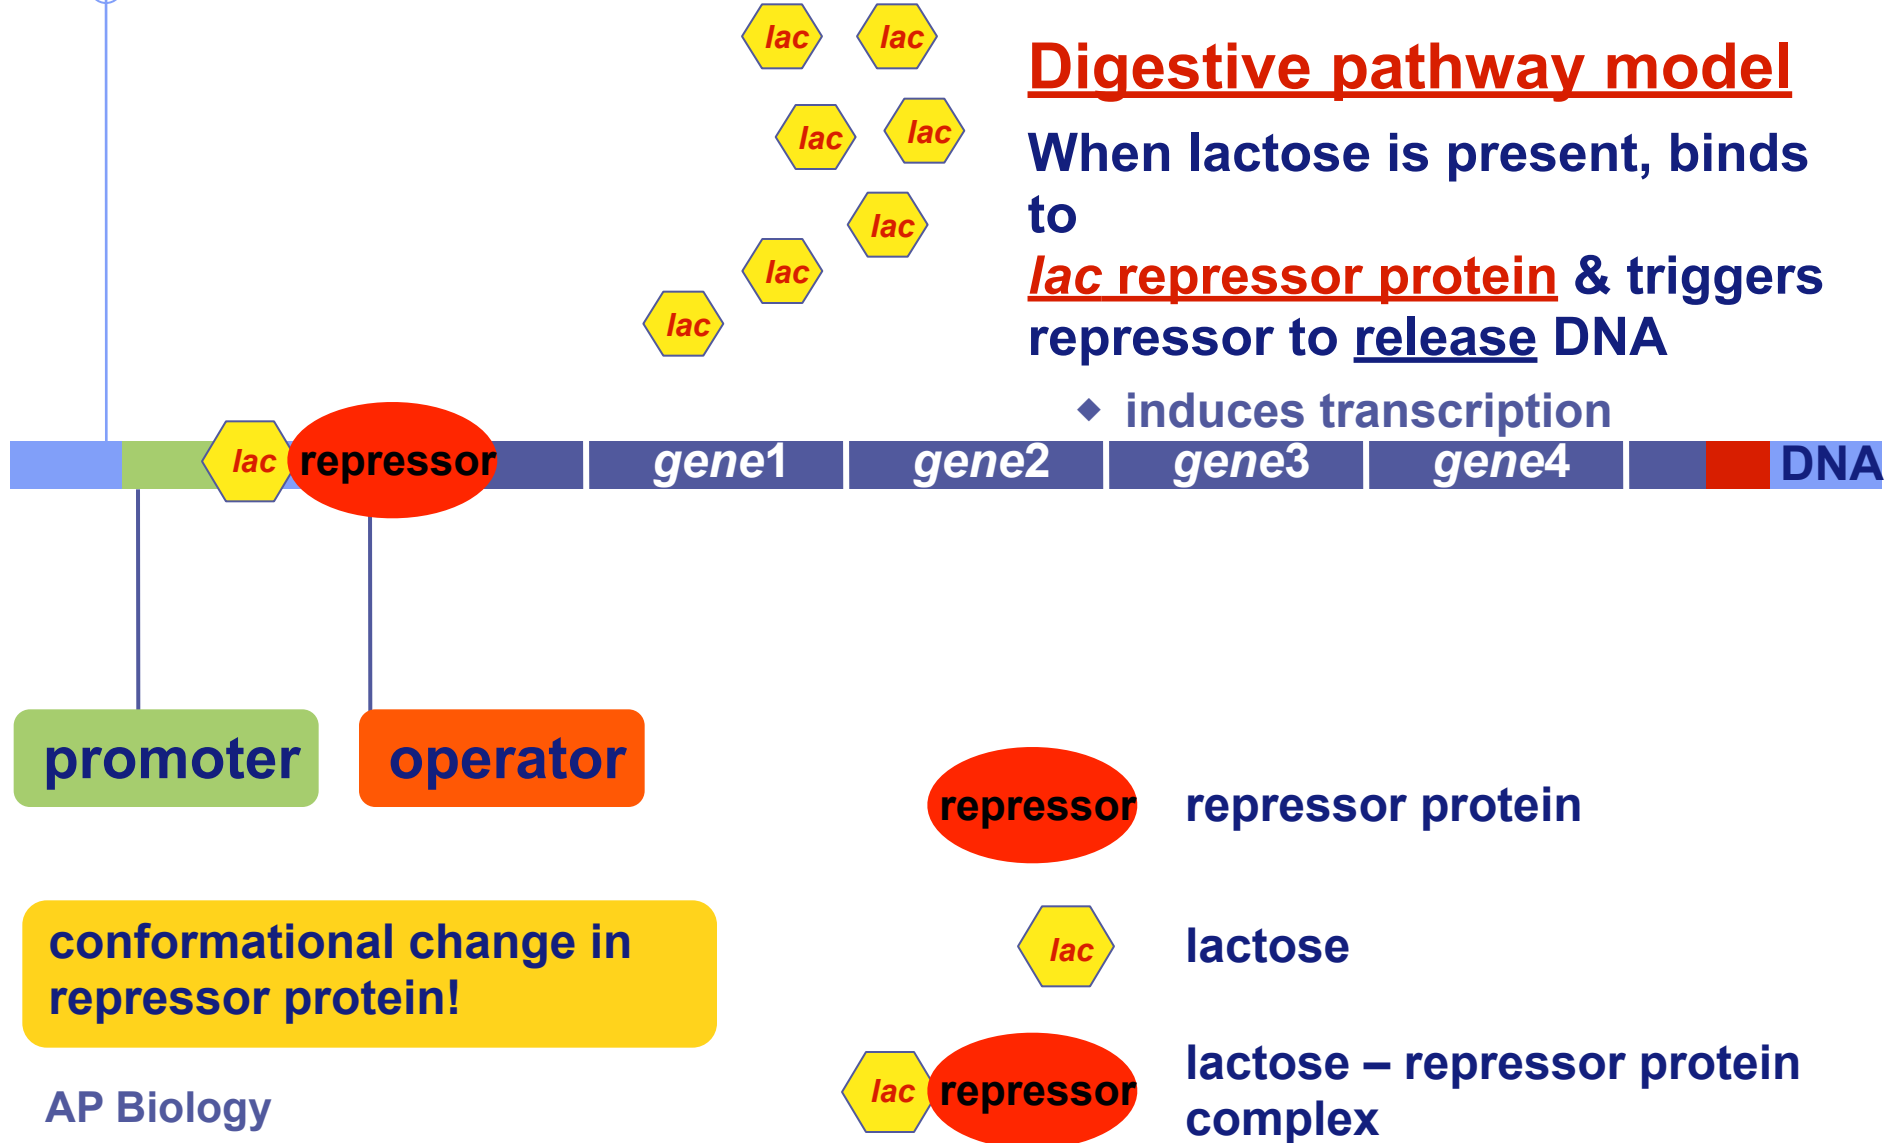 lac
lac
lac
lac
lac
lac
lac
Digestive pathway model
When lactose is present, binds
to
lac repressor protein & triggers
repressor to release DNA
◆ induces transcription
lac repressor gene1 gene2 gene3 gene4 DNA
promoter
operator
repressor repressor protein
conformational change in
repressor protein!
lac lactose
lac repressor lactose – repressor protein
complex
AP Biology